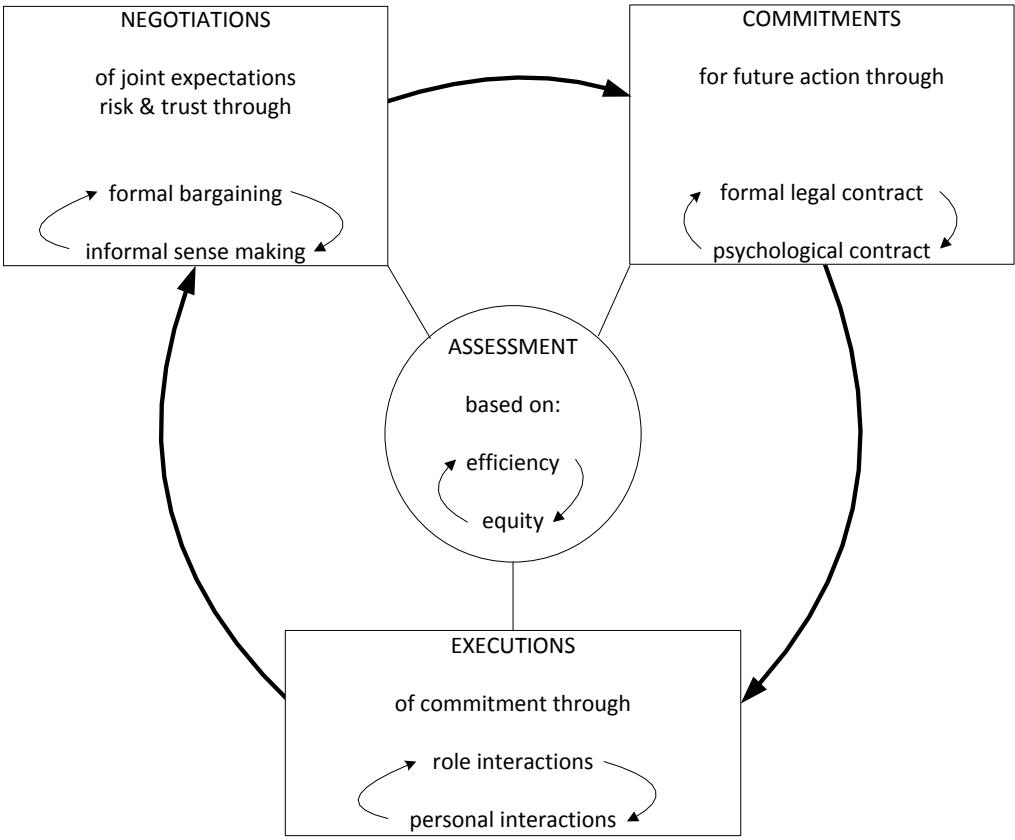 NEGOTIATIONS
of joint expectations
risk & trust through
formal bargaining
informal sense making
COMMITMENTS
for future action through
formal legal contract
psychological contract
ASSESSMENT
based on:
efficiency
equity
EXECUTIONS
of commitment through
role interactions
personal interactions